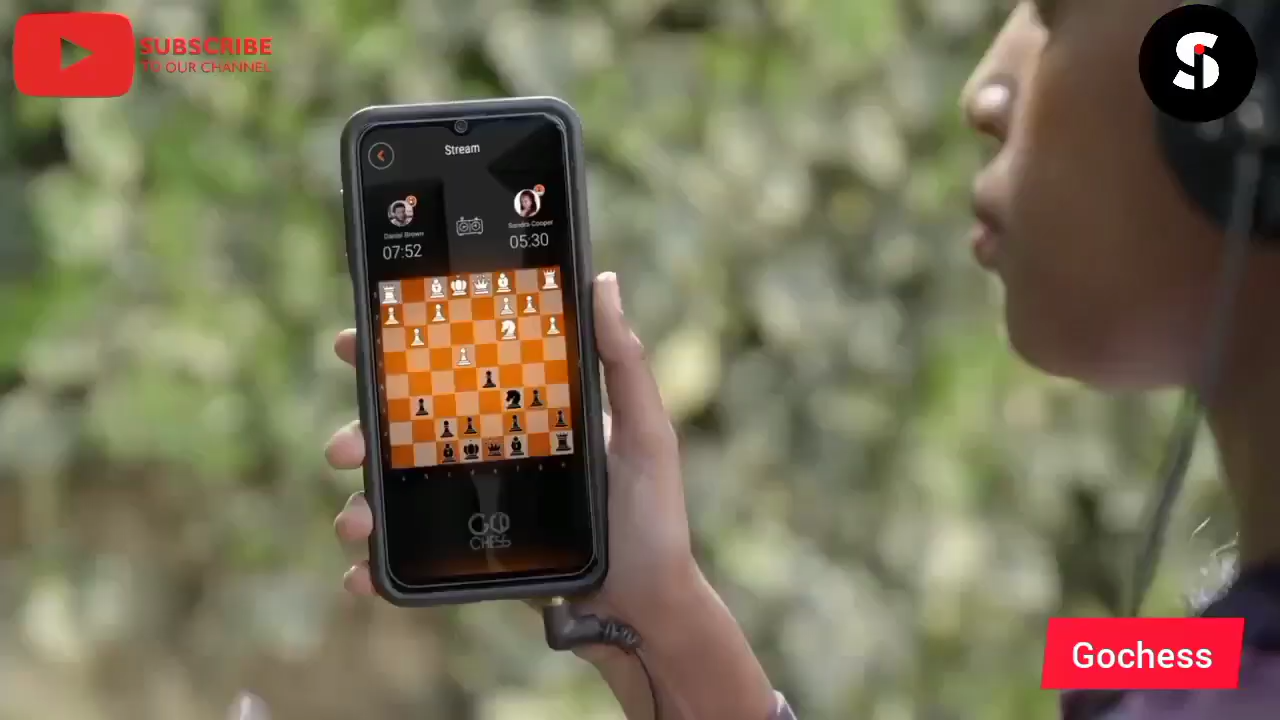 SUBSCRIBE
TO OUR CHANNEL
S
Stream
Daniel Brown
Sandra Cooper
07:52
05:30
GO
CHESS
Gochess